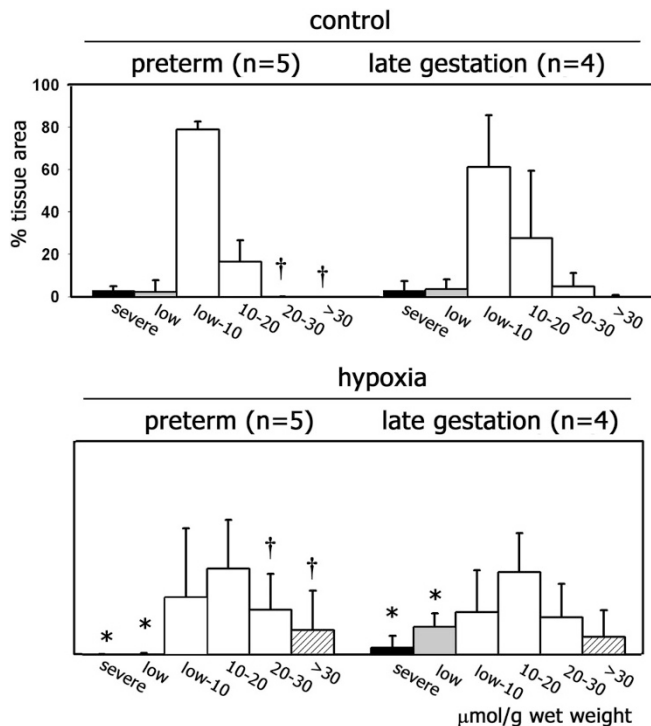 control
preterm (n=5) late gestation (n=4)
100
80
60
40
20
0
% tissue area
† †
severe low low-10 10-20 20-30 >30 severe low low-10 10-20 20-30 >30
hypoxia
preterm (n=5) late gestation (n=4)
† †
* * * *
severe low low-10 10-20 20-30 >30 severe low low-10 10-20 20-30 >30
μmol/g wet weight